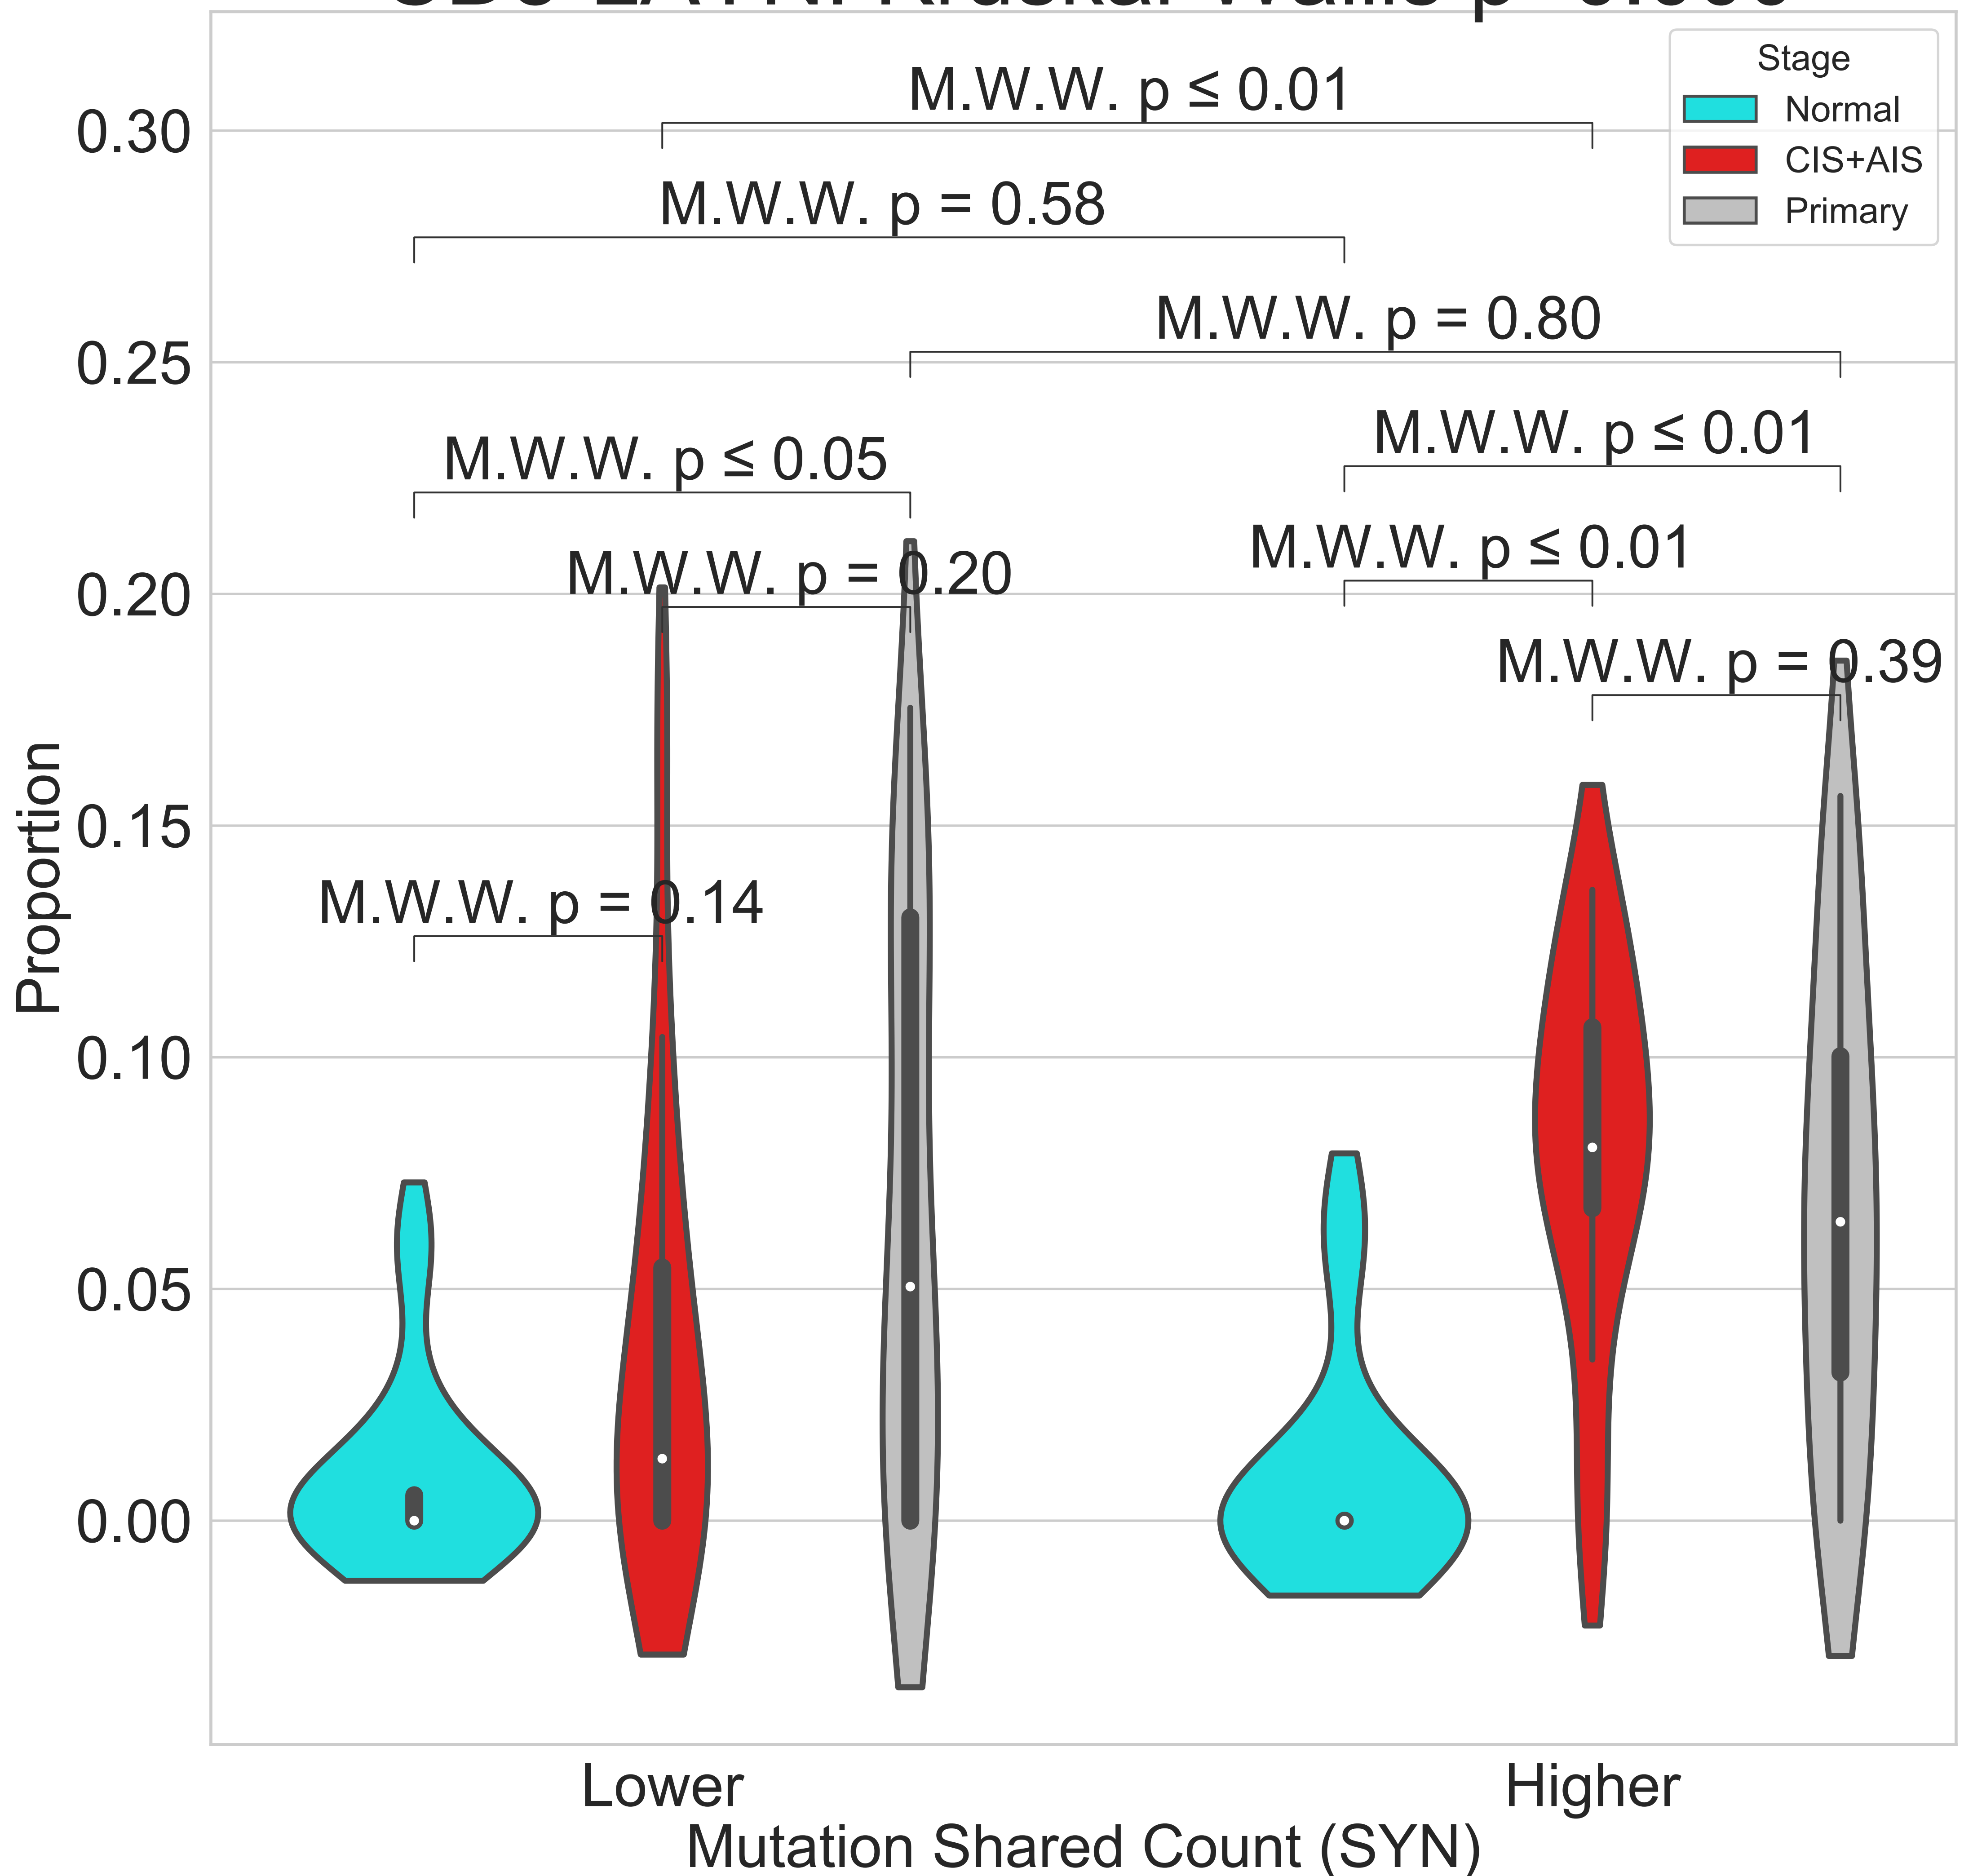 Stage
Normal
CIS+AIS
Primary
M.W.W. p ≤ 0.01
M.W.W. p = 0.58
M.W.W. p = 0.80
M.W.W. p ≤ 0.01
M.W.W. p ≤ 0.05
M.W.W. p ≤ 0.01
M.W.W. p = 0.20
M.W.W. p = 0.39
M.W.W. p = 0.14
0.30
0.25
0.20
0.15
0.10
0.05
0.00
Proportion
Lower
Higher
Mutation Shared Count (SYN)